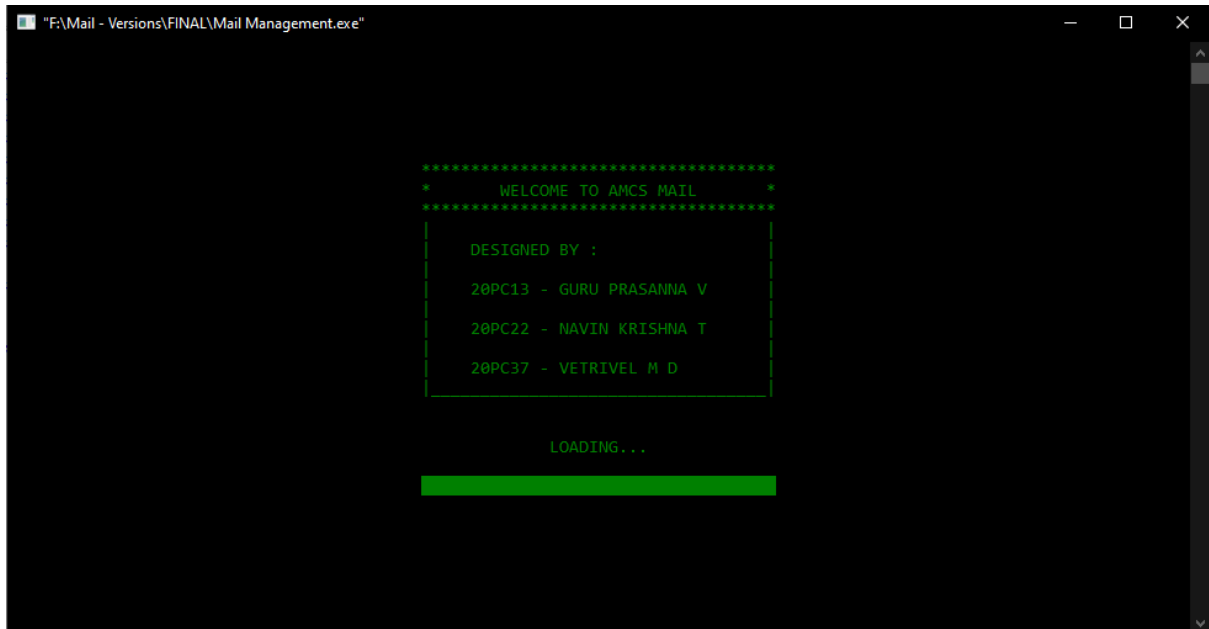 "F:\Mail - Versions\FINAL\Mail Management.exe"
************************************
* WELCOME TO AMCS MAIL *
************************************
DESIGNED BY :
20PC13 - GURU PRASANNA V
20PC22 - NAVIN KRISHNA T
20PC37 - VETRIVEL M D
LOADING...